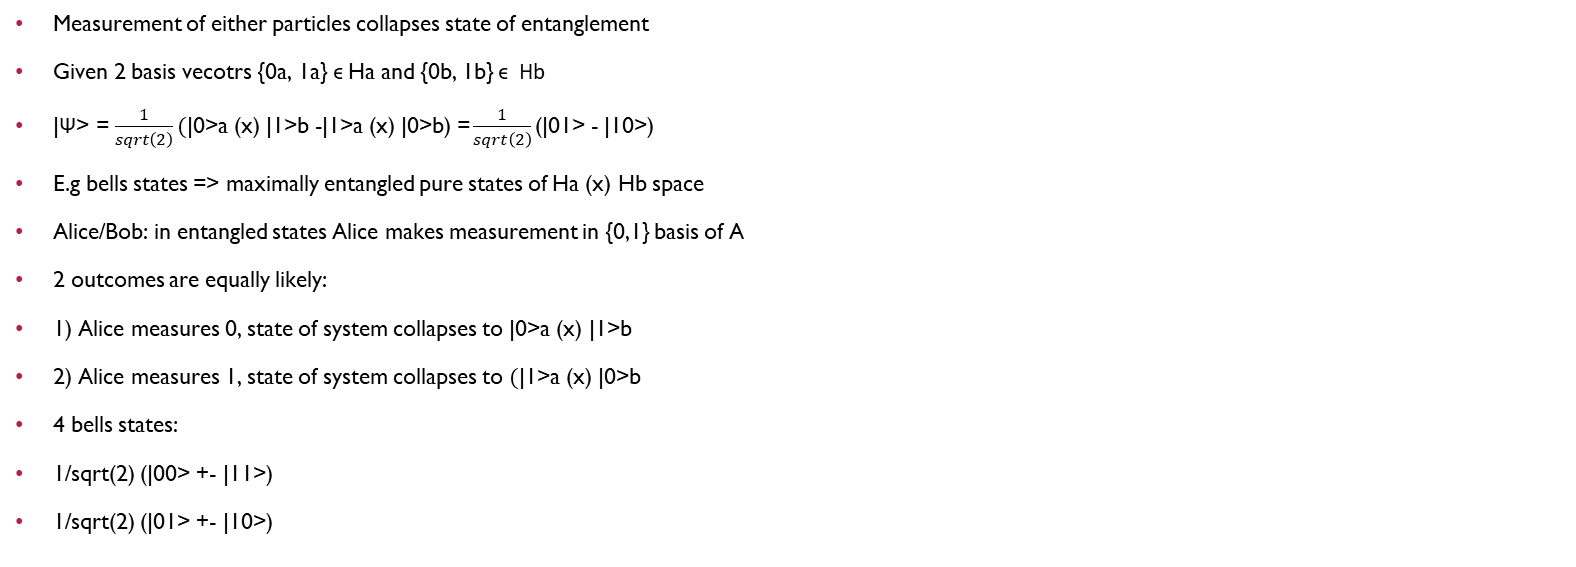 • Measurement of either particles collapses state of entanglement
• Given 2 basis vecotrs {0a, 1a} ϵ Ha and {0b, 1b} ϵ Hb
• |Ψ> = 1/sqrt(2) (|0>a (x) |1>b -|1>a (x) |0>b) = 1/sqrt(2) (|01> - |10>)
• E.g bells states => maximally entangled pure states of Ha (x) Hb space
• Alice/Bob: in entangled states Alice makes measurement in {0,1} basis of A
• 2 outcomes are equally likely:
• 1) Alice measures 0, state of system collapses to |0>a (x) |1>b
• 2) Alice measures 1, state of system collapses to (|1>a (x) |0>b
• 4 bells states:
• 1/sqrt(2) (|00> +- |11>)
• 1/sqrt(2) (|01> +- |10>)